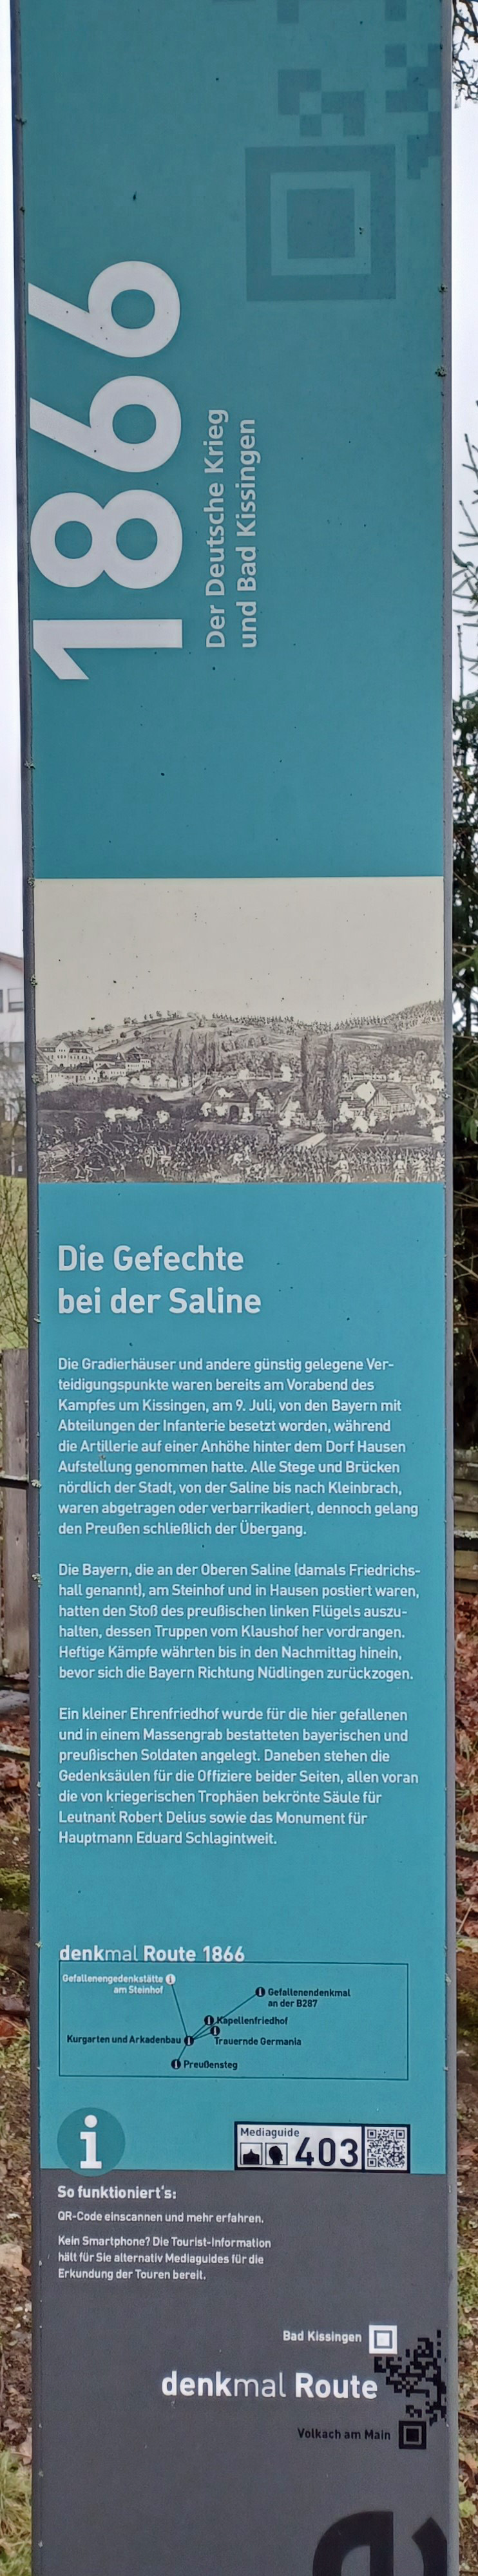 1866
Der Deutsche Krieg
und Bad Kissingen
Die Gefechte
bei der Saline
Die Gradierhäuser und andere günstig gelegene Ver-
teidigungspunkte waren bereits am Vorabend des
Kampfes um Kissingen, am 9. Juli, von den Bayern mit
Abteilungen der Infanterie besetzt worden, während
die Artillerie auf einer Anhöhe hinter dem Dorf Hausen
Aufstellung genommen hatte. Alle Stege und Brücken
nördlich der Stadt, von der Saline bis nach Kleinbrach,
waren abgetragen oder verbarrikadiert, dennoch gelang
den Preußen schließlich der Übergang.
Die Bayern, die an der Oberen Saline (damals Friedrichs-
hall genannt), am Steinhof und in Hausen postiert waren,
hatten den Stoß des preußischen linken Flügels auszu-
halten, dessen Truppen vom Klaushof her vordrangen.
Heftige Kämpfe währten bis in den Nachmittag hinein,
bevor sich die Bayern Richtung Nüdlingen zurückzogen.
Ein kleiner Ehrenfriedhof wurde für die hier gefallenen
und in einem Massengrab bestatteten bayerischen und
preußischen Soldaten angelegt. Daneben stehen die
Gedenksäulen für die Offiziere beider Seiten, allen voran
die von kriegerischen Trophäen bekrönte Säule für
Leutnant Robert Delius sowie das Monument für
Hauptmann Eduard Schlagintweit.
denkmal Route 1866
Gefallenengedenkstätte
am Steinhof
Gefallenendenkmal
an der B287
Kapellenfriedhof
Kurgarten und Arkadenbau
Trauernde Germania
Preußensteg
i
Mediaguide
403
So funktioniert's:
QR-Code einscannen und mehr erfahren.
Kein Smartphone? Die Tourist-Information
hält für Sie alternativ Mediaguides für die
Erkundung der Touren bereit.
Bad Kissingen
denkmal Route
Volkach am Main